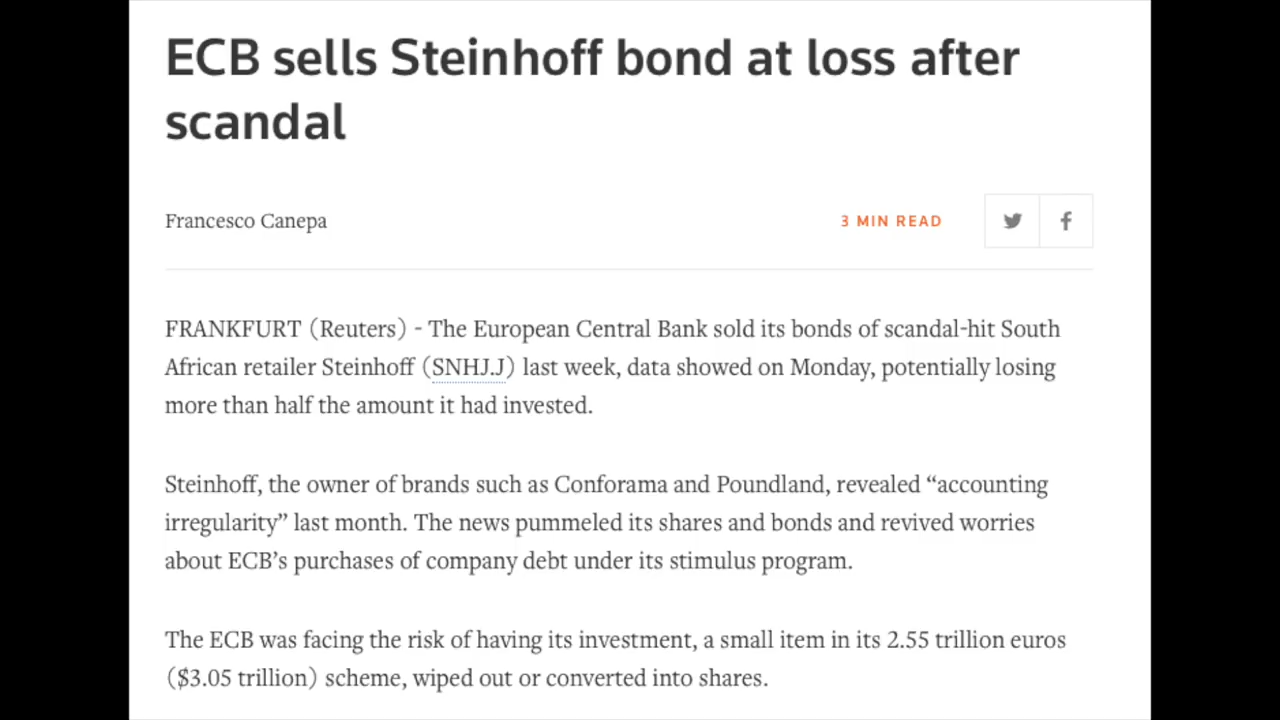 ECB sells Steinhoff bond at loss after
scandal
Francesco Canepa
3 MIN READ
FRANKFURT (Reuters) - The European Central Bank sold its bonds of scandal-hit South
African retailer Steinhoff (SNHJ.J) last week, data showed on Monday, potentially losing
more than half the amount it had invested.
Steinhoff, the owner of brands such as Conforama and Poundland, revealed “accounting
irregularity” last month. The news pummeled its shares and bonds and revived worries
about ECB’s purchases of company debt under its stimulus program.
The ECB was facing the risk of having its investment, a small item in its 2.55 trillion euros
($3.05 trillion) scheme, wiped out or converted into shares.